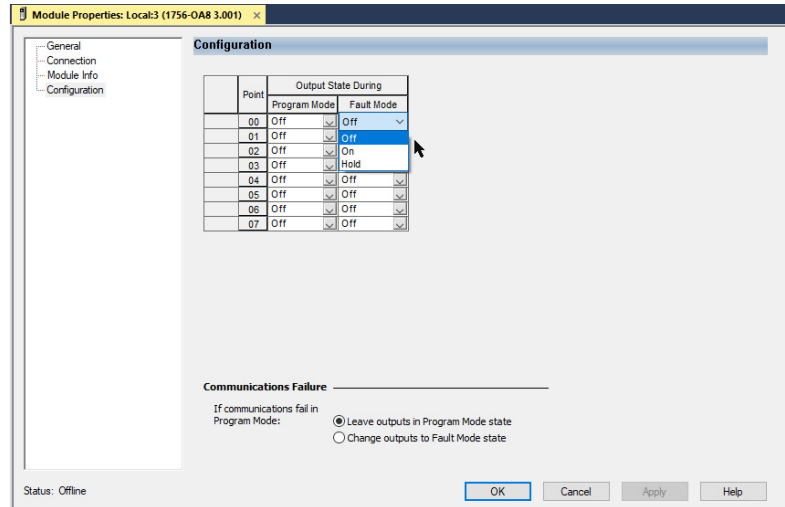 Module Properties: Local:3 (1756-OA8 3.001) ×
General
Connection
Module Info
Configuration
Configuration
Point
Output State During
Program Mode Fault Mode
00 Off Off
01 Off Off
02 Off On
03 Off Hold
04 Off Off
05 Off Off
06 Off Off
07 Off Off
Communications Failure
If communications fail in
Program Mode:
Leave outputs in Program Mode state
Change outputs to Fault Mode state
Status: Offline
OK Cancel Apply Help